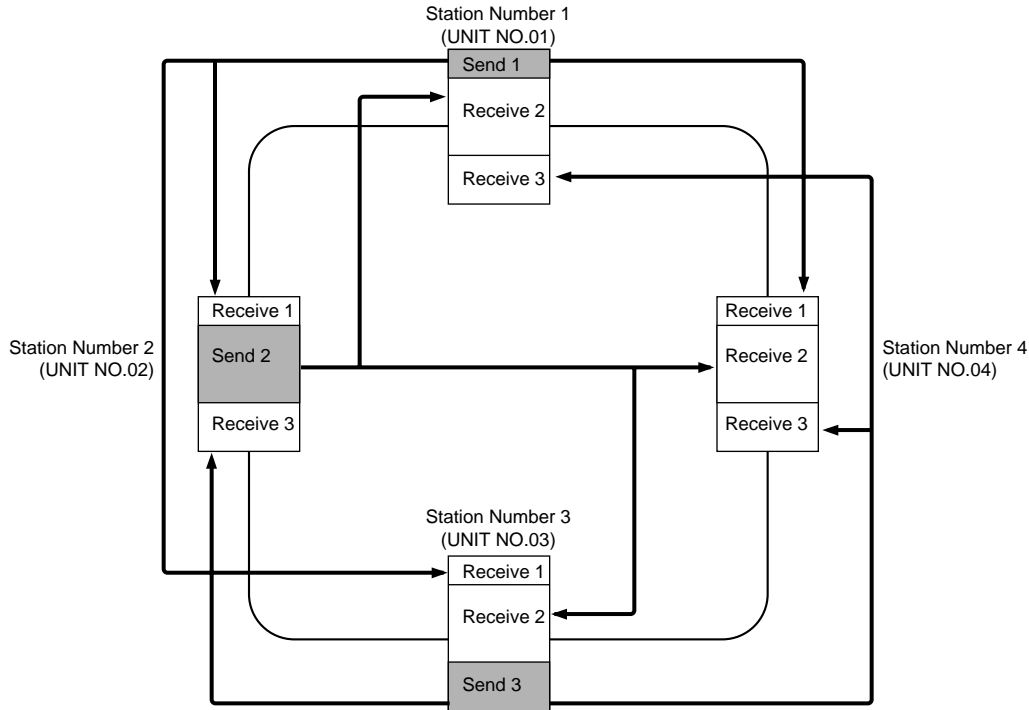 Station Number 1
(UNIT NO.01)
Send 1
Receive 2
Receive 3
Station Number 2
(UNIT NO.02)
Receive 1
Send 2
Receive 3
Receive 1
Receive 2
Receive 3
Station Number 4
(UNIT NO.04)
Station Number 3
(UNIT NO.03)
Receive 1
Receive 2
Send 3